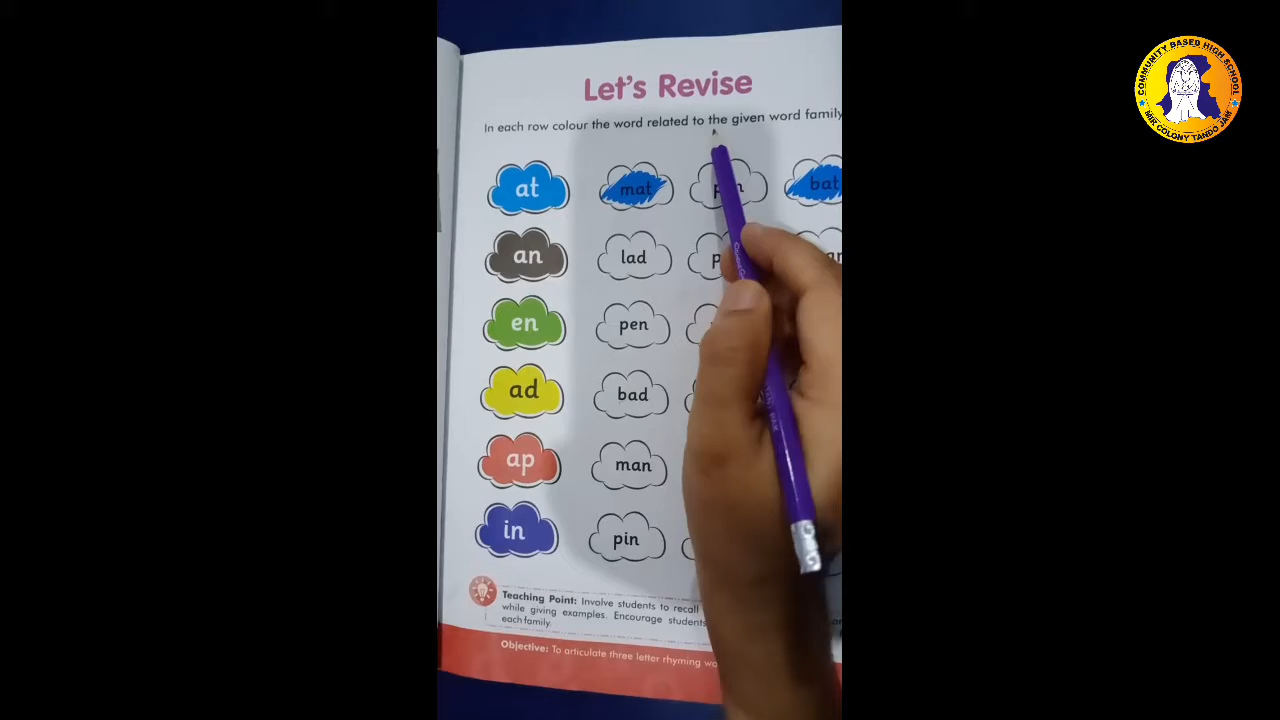 Let's Revise
In each row colour the word related to the given word family
at mat bat
an lad
en pen
ad bad
ap man
in pin
Teaching Point: Involve students to recall
while giving examples. Encourage students
each family.
Objective: To articulate three letter rhyming
COMMUNITY BASED HIGH SCHOOL
MIR COLONY TANDO JAM